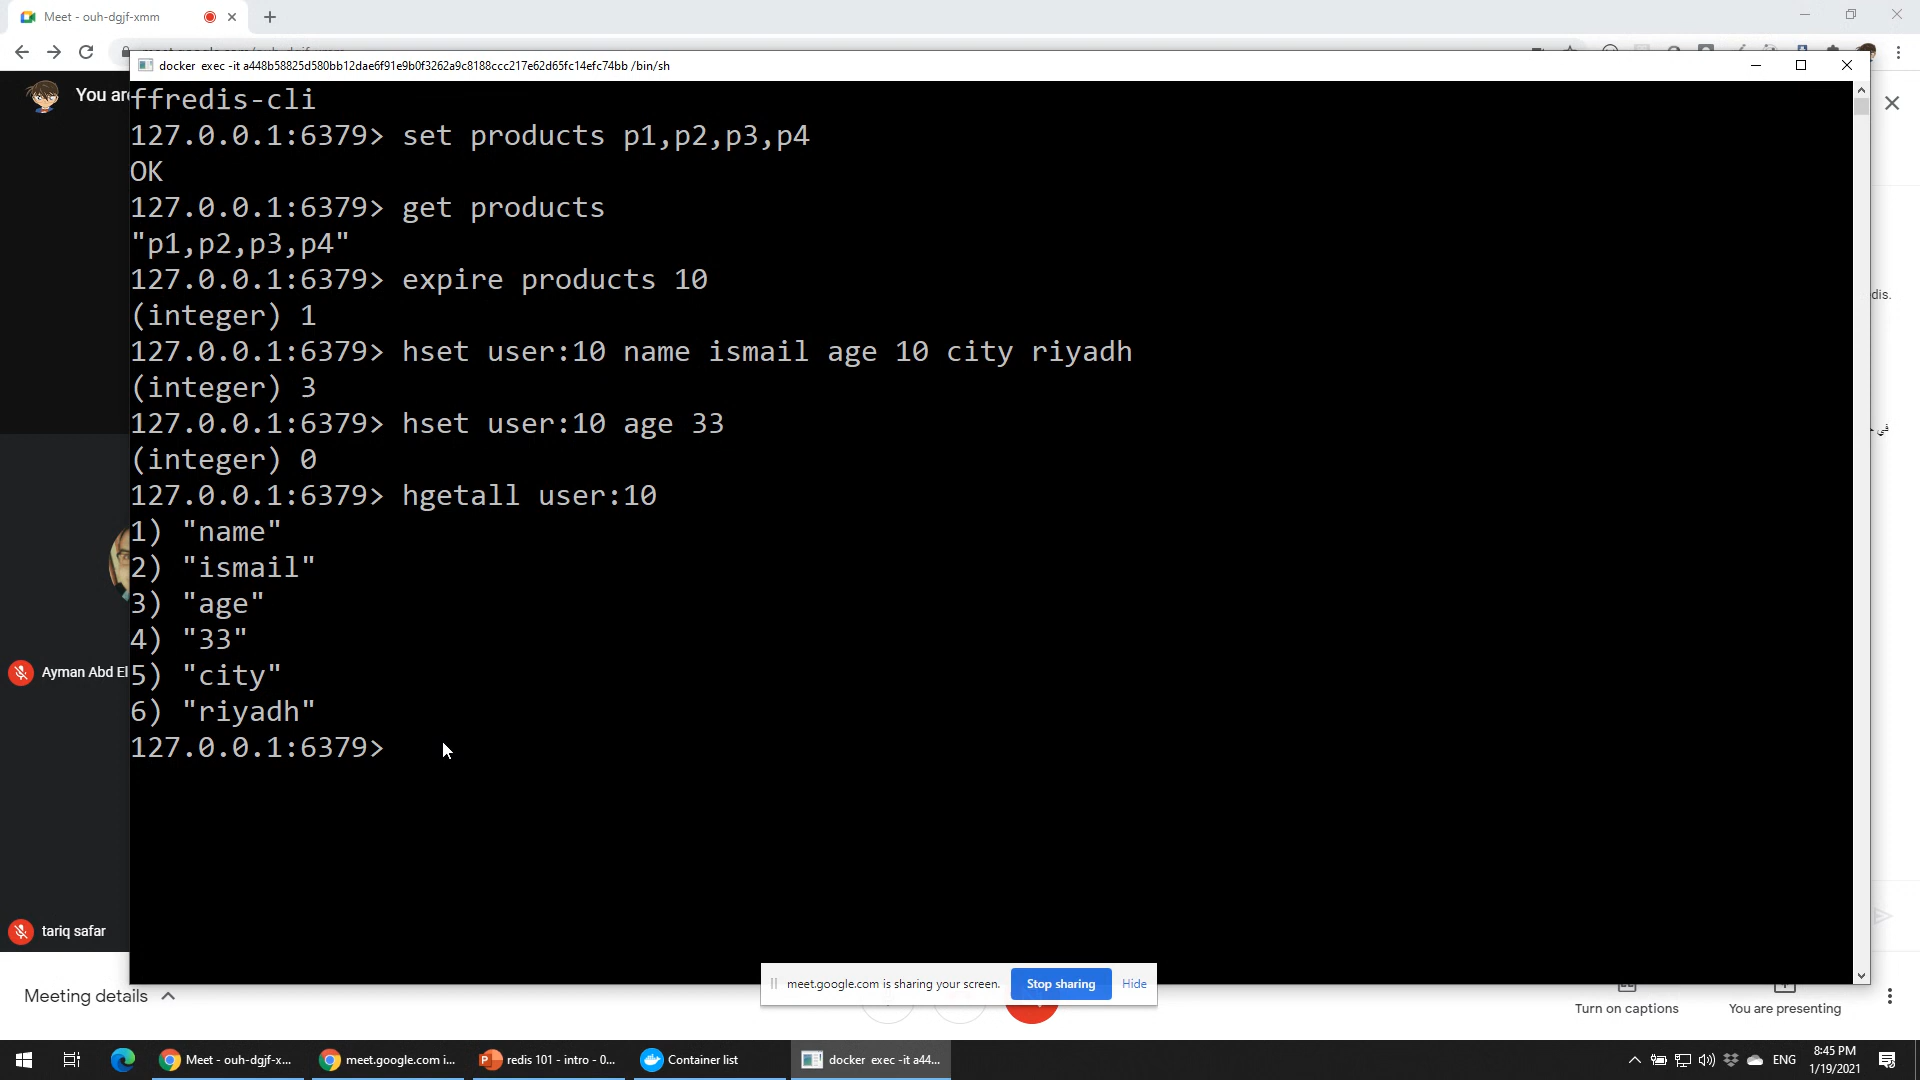 Meet - ouh-dgjf-xmm
docker exec -it a448b58825d580bb12dae6f91e9b0f3262a9c8188ccc217e62d65fc14efc74bb /bin/sh
You are
ffredis-cli
127.0.0.1:6379> set products p1,p2,p3,p4
OK
127.0.0.1:6379> get products
"p1,p2,p3,p4"
127.0.0.1:6379> expire products 10
(integer) 1
dis.
127.0.0.1:6379> hset user:10 name ismail age 10 city riyadh
(integer) 3
127.0.0.1:6379> hset user:10 age 33
في
(integer) 0
127.0.0.1:6379> hgetall user:10
1) "name"
2) "ismail"
3) "age"
4) "33"
Ayman Abd El
5) "city"
6) "riyadh"
127.0.0.1:6379>
tariq safar
meet.google.com is sharing your screen. Stop sharing Hide
Meeting details
Turn on captions
You are presenting
Meet - ouh-dgjf-x...
meet.google.com i...
redis 101 - intro - 0...
Container list
docker exec -it a44...
ENG
8:45 PM
1/19/2021